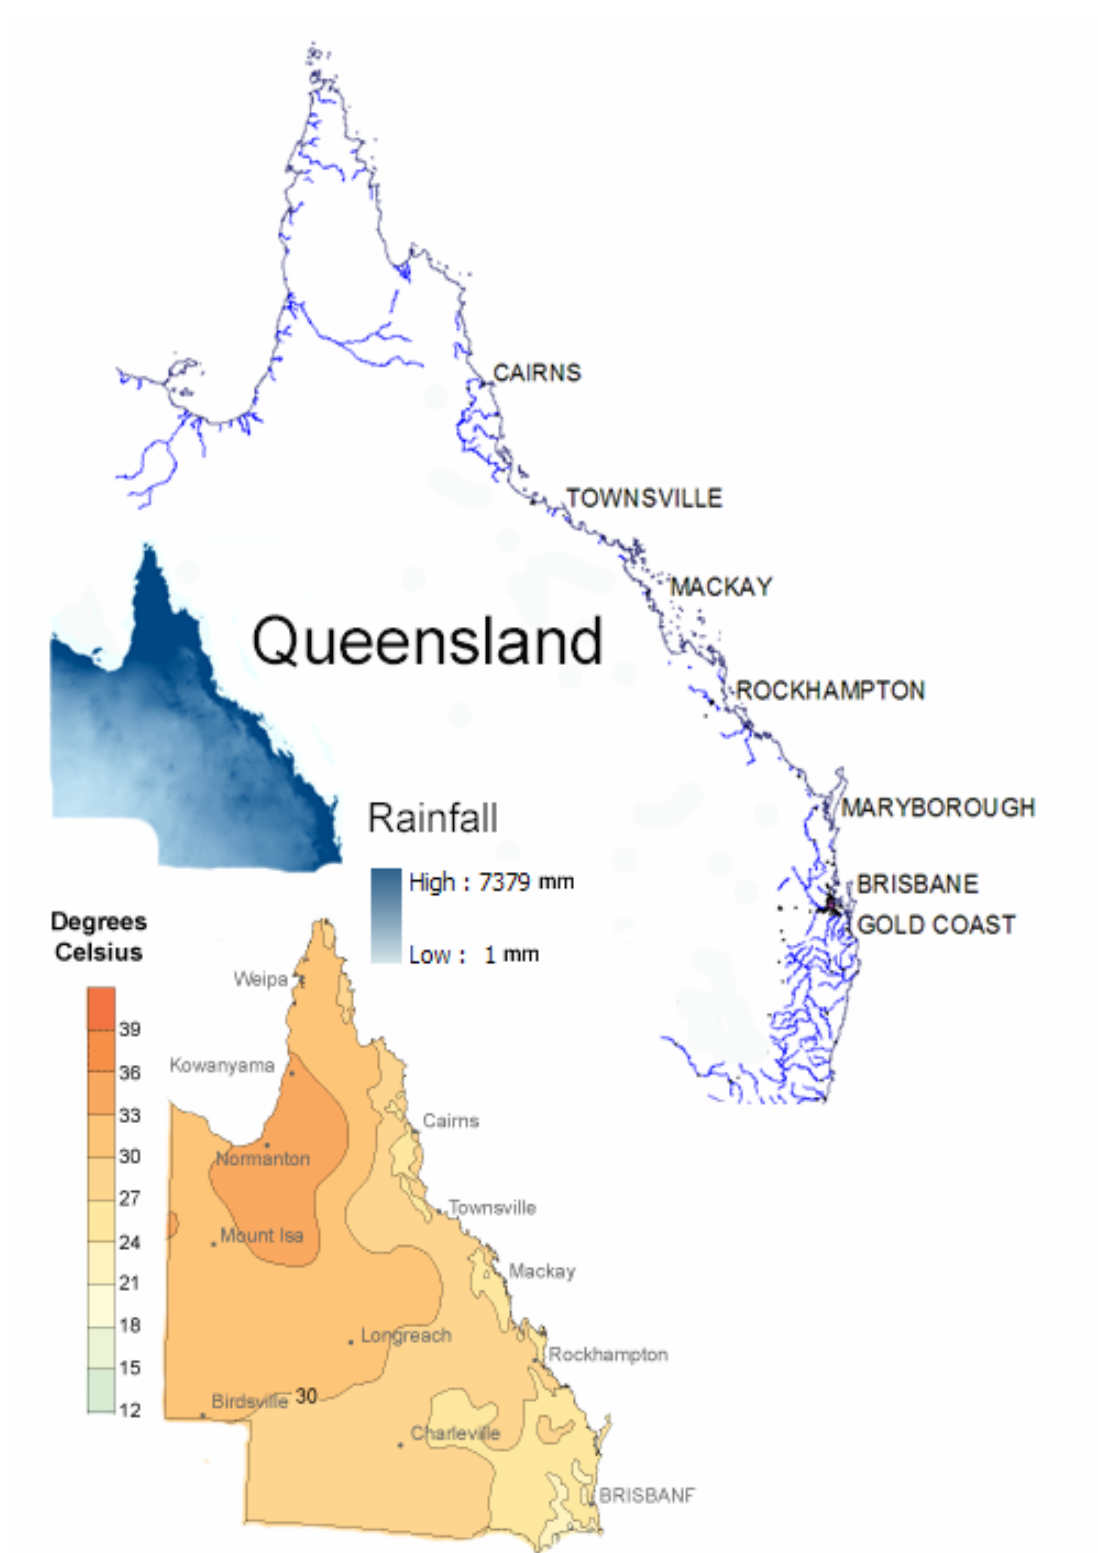 CAIRNS
TOWNSVILLE
MACKAY
Queensland
ROCKHAMPTON
MARYBOROUGH
Rainfall
High : 7379 mm
BRISBANE
GOLD COAST
Low : 1 mm
Degrees
Celsius
39
36
33
30
27
24
21
18
15
12
Weipa
Kowanyama
Cairns
Normanton
Townsville
Mount Isa
Mackay
Longreach
Rockhampton
30
Birdsville
Charleville
BRISBANF